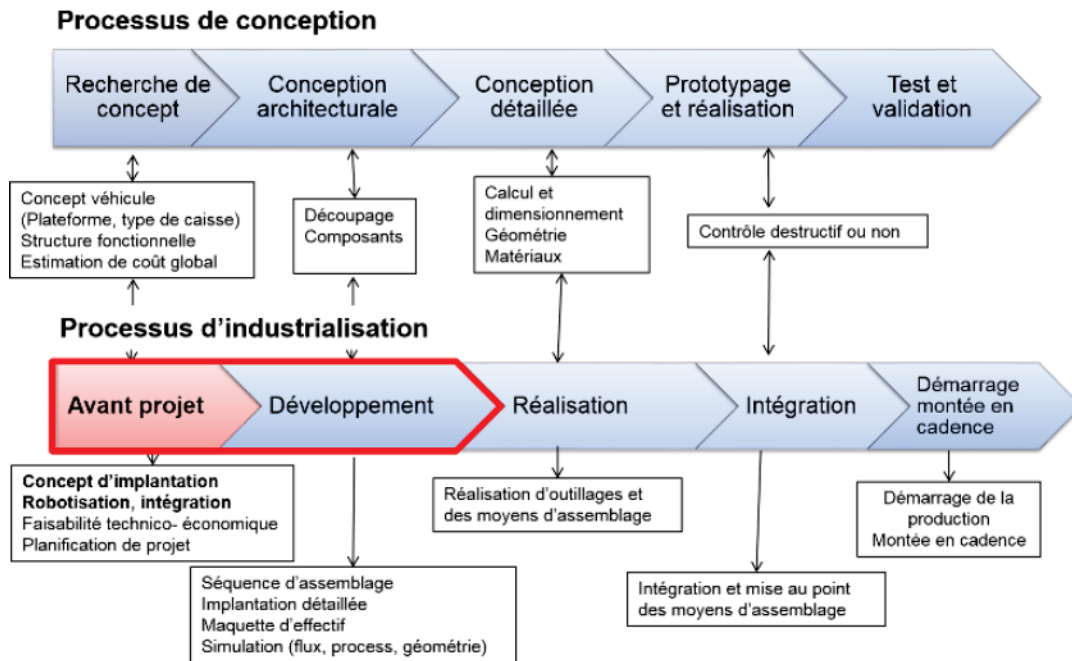 Processus de conception
Recherche de
concept
Conception
architecturale
Conception
détaillée
Prototypage
et réalisation
Test et
validation
Concept véhicule
(Plateforme, type de caisse)
Structure fonctionnelle
Estimation de coût global
Découpage
Composants
Calcul et
dimensionnement
Géométrie
Matériaux
Contrôle destructif ou non
Processus d'industrialisation
Avant projet
Développement
Réalisation
Intégration
Démarrage
montée en
cadence
Concept d'implantation
Robotisation, intégration
Faisabilité technico- économique
Planification de projet
Séquence d'assemblage
Implantation détaillée
Maquette d'effectif
Simulation (flux, process, géométrie)
Réalisation d'outillages et
des moyens d'assemblage
Intégration et mise au point
des moyens d'assemblage
Démarrage de la
production
Montée en cadence